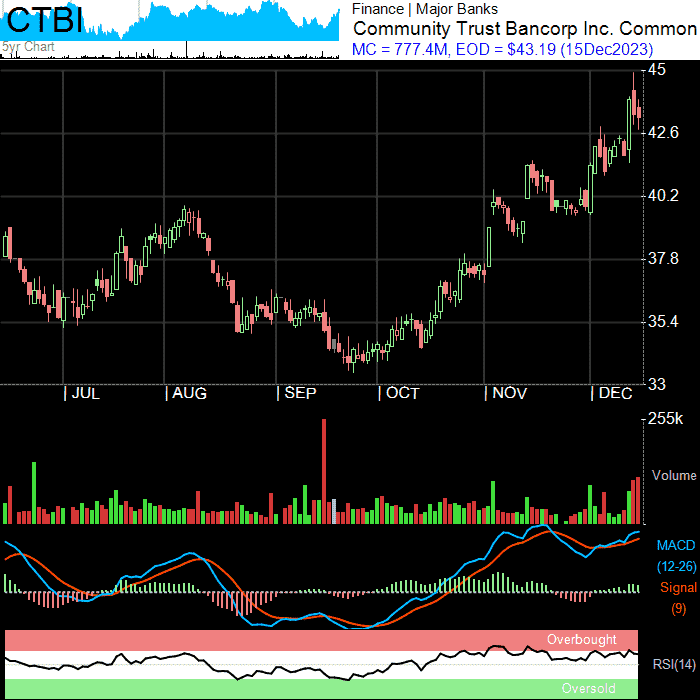 CTBI
5yr Chart
Finance | Major Banks
Community Trust Bancorp Inc. Common
MC = 777.4M, EOD = $43.19 (15Dec2023)
45
42.6
40.2
37.8
35.4
33
| JUL | AUG | SEP | OCT | NOV | DEC
255k
Volume
MACD
(12-26)
Signal
(9)
Overbought
RSI(14)
Oversold